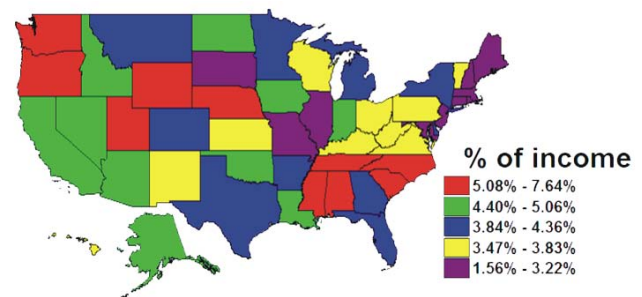 % of income
5.08% - 7.64%
4.40% - 5.06%
3.84% - 4.36%
3.47% - 3.83%
1.56% - 3.22%